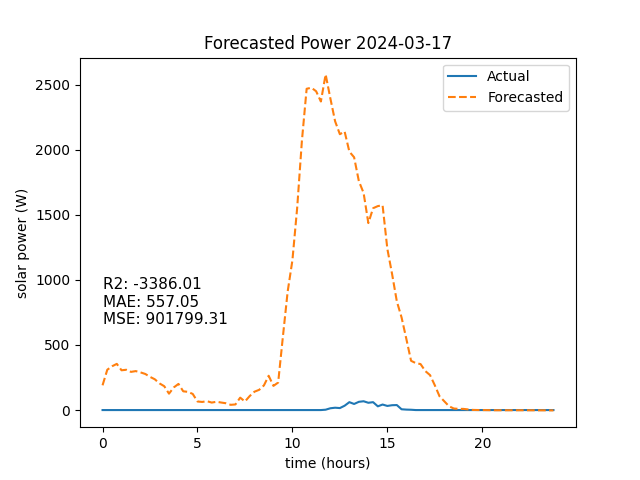 Forecasted Power 2024-03-17
Actual
Forecasted
solar power (W)
2500
2000
1500
1000
500
0
R2: -3386.01
MAE: 557.05
MSE: 901799.31
0 5 10 15 20
time (hours)